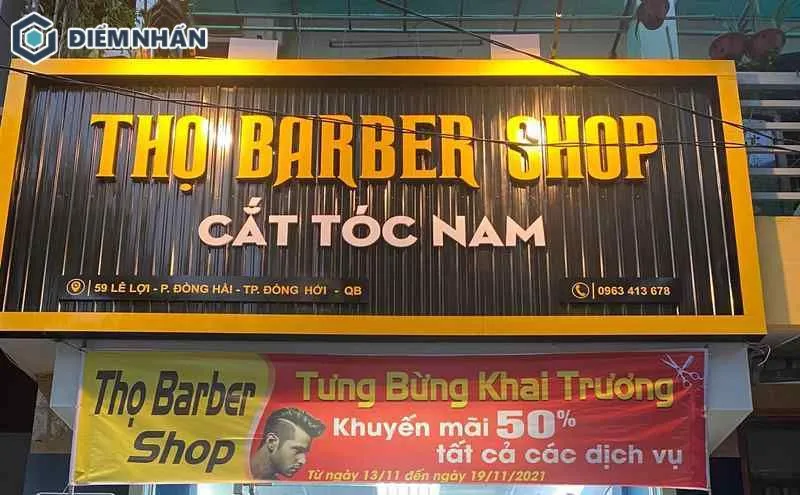 ĐIỂM NHẤN
THỌ BARBER SHOP
CẮT TÓC NAM
59 LÊ LỢI - P. ĐÒNG HẢI - TP. ĐÔNG HỚI - QB
0963 413 678
Thọ Barber
Shop
Tưng Bừng Khai Trương
Khuyến mãi 50%
tất cả các dịch vụ
Từ ngày 13/11 đến ngày 19/11/2021